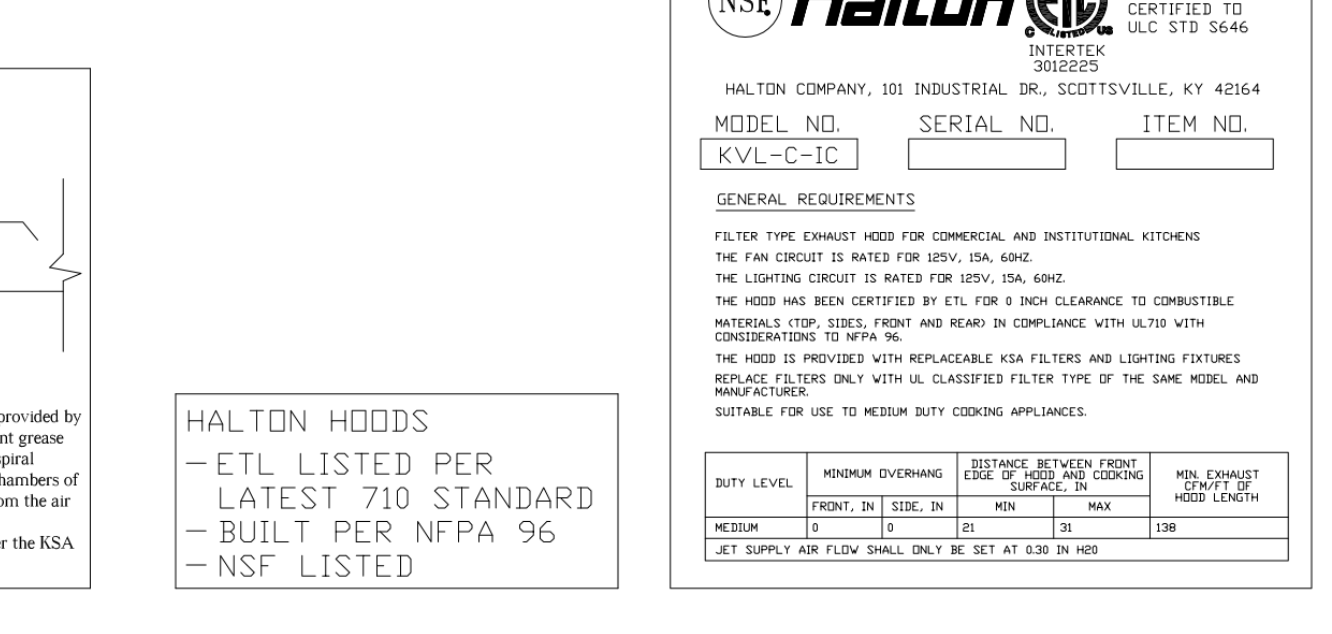 provided by
nt grease
spiral
hambers of
om the air
r the KSA
HALTON HOODS
- ETL LISTED PER
LATEST 710 STANDARD
- BUILT PER NFPA 96
- NSF LISTED
NSF Halton ETL
C LISTED US
CERTIFIED TO
ULC STD S646
INTERTEK
3012225
HALTON COMPANY, 101 INDUSTRIAL DR., SCOTTSVILLE, KY 42164
MODEL NO. SERIAL NO. ITEM NO.
KVL-C-IC
GENERAL REQUIREMENTS
FILTER TYPE EXHAUST HOOD FOR COMMERCIAL AND INSTITUTIONAL KITCHENS
THE FAN CIRCUIT IS RATED FOR 125V, 15A, 60HZ.
THE LIGHTING CIRCUIT IS RATED FOR 125V, 15A, 60HZ.
THE HOOD HAS BEEN CERTIFIED BY ETL FOR 0 INCH CLEARANCE TO COMBUSTIBLE
MATERIALS (TOP, SIDES, FRONT AND REAR) IN COMPLIANCE WITH UL710 WITH
CONSIDERATIONS TO NFPA 96.
THE HOOD IS PROVIDED WITH REPLACEABLE KSA FILTERS AND LIGHTING FIXTURES
REPLACE FILTERS ONLY WITH UL CLASSIFIED FILTER TYPE OF THE SAME MODEL AND
MANUFACTURER.
SUITABLE FOR USE TO MEDIUM DUTY COOKING APPLIANCES.
DUTY LEVEL
MINIMUM OVERHANG
DISTANCE BETWEEN FRONT
EDGE OF HOOD AND COOKING
SURFACE, IN
MIN. EXHAUST
CFM/FT OF
HOOD LENGTH
FRONT, IN SIDE, IN MIN MAX
MEDIUM 0 0 21 31 138
JET SUPPLY AIR FLOW SHALL ONLY BE SET AT 0.30 IN H2O